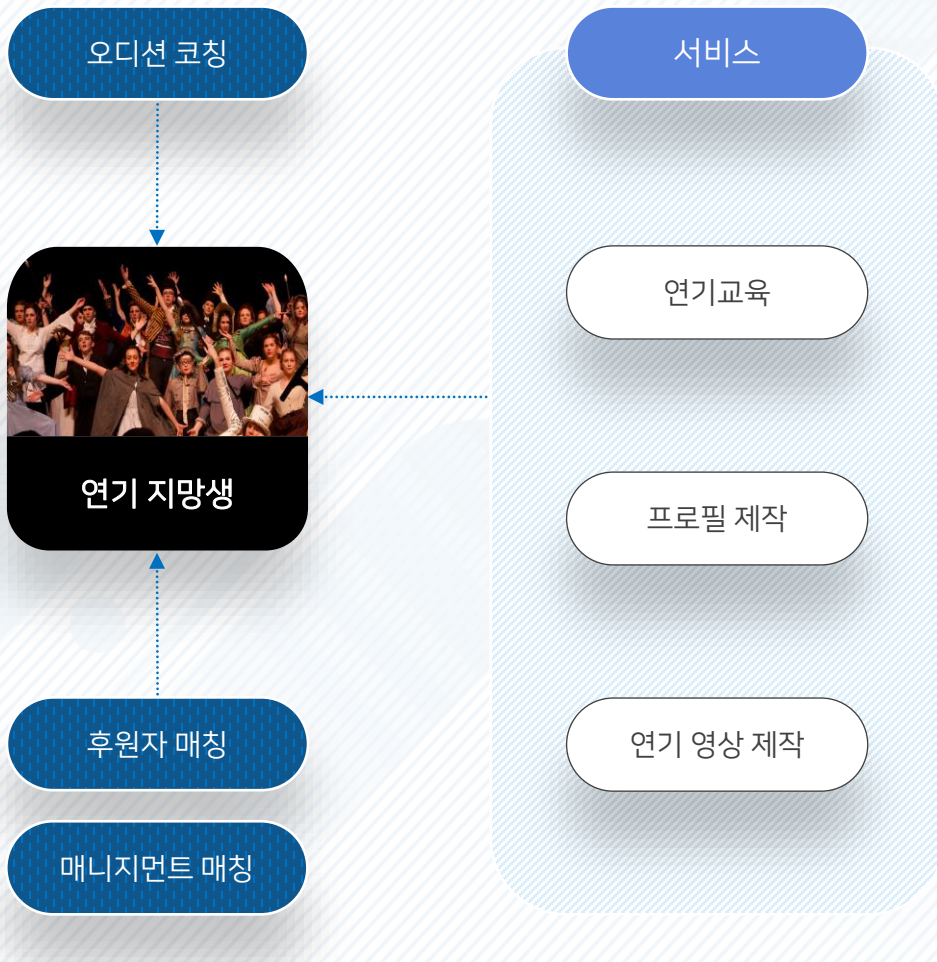 오디션 코칭
서비스
연기교육
연기 지망생
프로필 제작
후원자 매칭
연기 영상 제작
매니지먼트 매칭